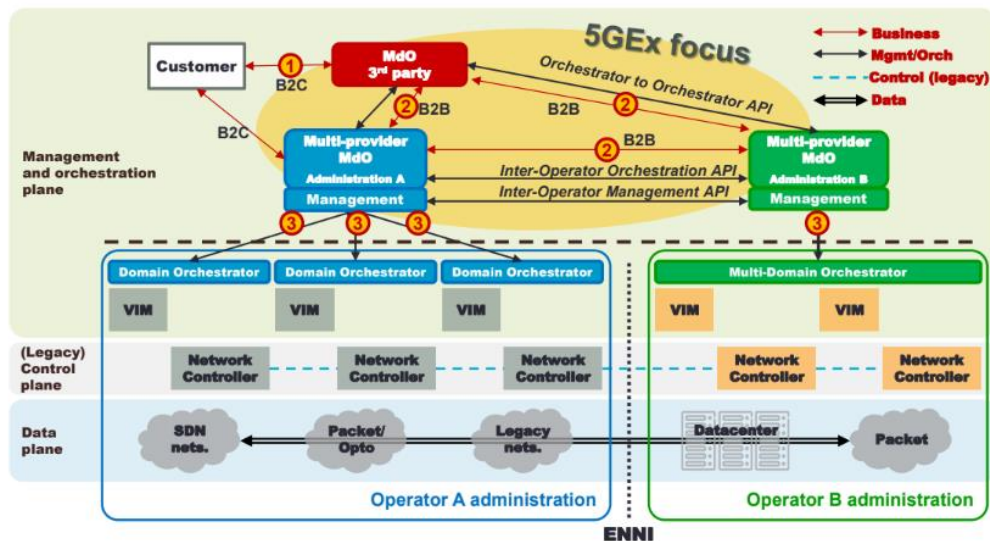 5GEx focus
Business
Mgmt/Orch
Control (legacy)
Data
Customer
1
B2C
MdO
3rd party
Orchestrator to Orchestrator API
2
B2B
B2B
2
B2C
Multi-provider
MdO
Administration A
Management
2
B2B
Inter-Operator Orchestration API
Inter-Operator Management API
Multi-provider
MdO
Administration B
Management
Management
and orchestration
plane
3
3
3
3
Domain Orchestrator
Domain Orchestrator
Domain Orchestrator
Multi-Domain Orchestrator
VIM
VIM
VIM
VIM
VIM
(Legacy)
Control
plane
Network
Controller
Network
Controller
Network
Controller
Network
Controller
Network
Controller
Data
plane
SDN
nets.
Packet/
Opto
Legacy
nets.
Datacenter
Packet
Operator A administration
Operator B administration
ENNI